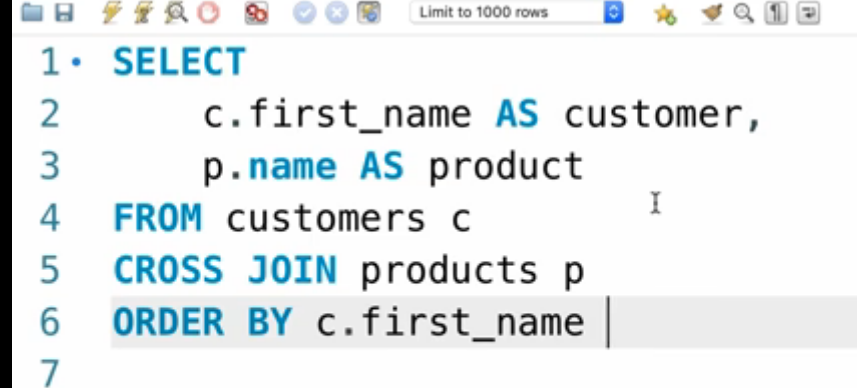 Limit to 1000 rows
1 SELECT
2 c.first_name AS customer,
3 p.name AS product
4 FROM customers c
5 CROSS JOIN products p
6 ORDER BY c.first_name
7